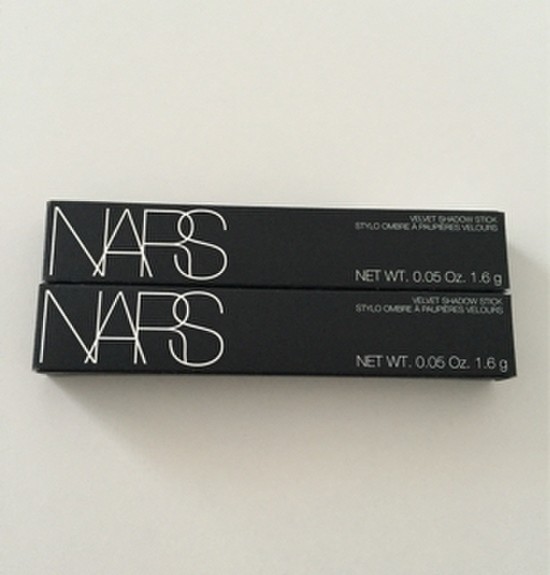 NARS
VELVET SHADOW STICK
STYLO OMBRE À PAUPIÈRES VELOURS
NET WT. 0.05 Oz. 1.6 g
NARS
VELVET SHADOW STICK
STYLO OMBRE À PAUPIÈRES VELOURS
NET WT. 0.05 Oz. 1.6 g